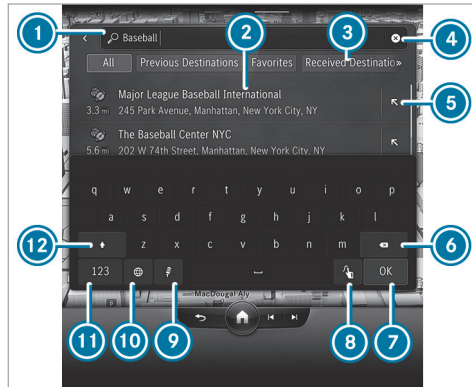 1
Baseball
2
3
4
All Previous Destinations Favorites Received Destinatio»
Major League Baseball International
3.3 mi 245 Park Avenue, Manhattan, New York City, NY
5
The Baseball Center NYC
5.6 mi 202 W 74th Street, Manhattan, New York City, NY
q w e r t y u i o p
a s d f g h j k l
12
z x c v b n m
6
123
OK
MacDougal Aly
11
10
9
8
7